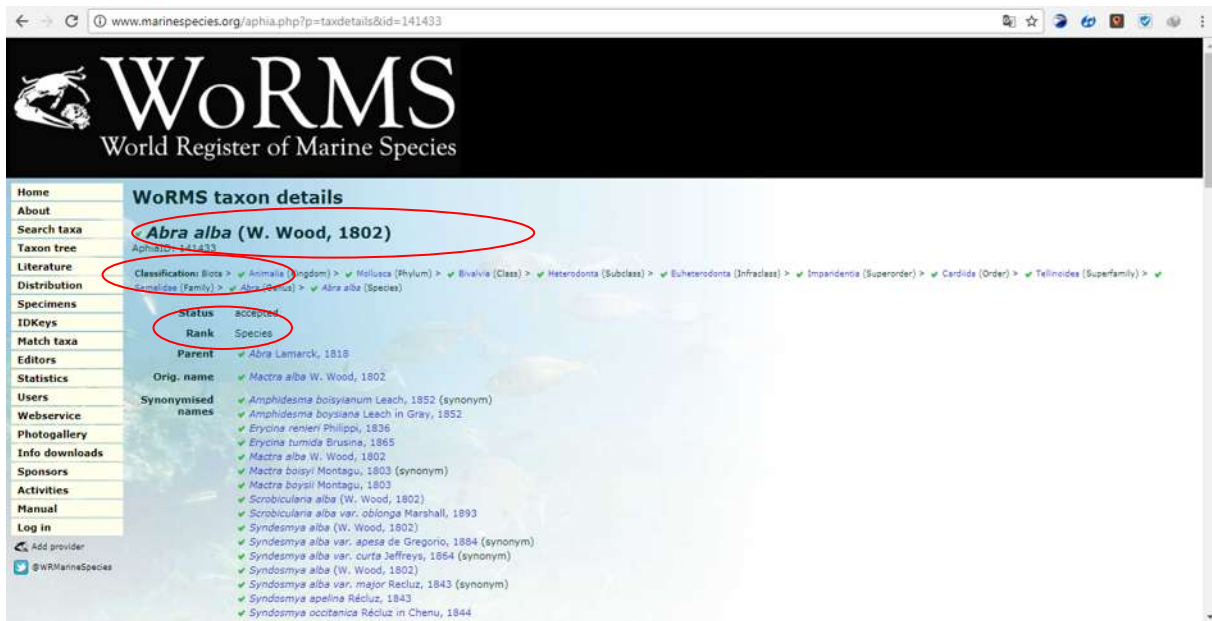 www.marinespecies.org/aphia.php?p=taxdetails&id=141433
WoRMS
World Register of Marine Species
Home
About
Search taxa
Taxon tree
Literature
Distribution
Specimens
IDKeys
Match taxa
Editors
Statistics
Users
Webservice
Photogallery
Info downloads
Sponsors
Activities
Manual
Log in
Add provider
@WRMarineSpecies
WoRMS taxon details
Abra alba (W. Wood, 1802)
AphiaID: 141433
Classification: Biota > Animalia (Kingdom) > Mollusca (Phylum) > Bivalvia (Class) > Heterodonta (Subclass) > Euheterodonta (Infraclass) > Imparidentia (Superorder) > Cardiida (Order) > Tellinoidea (Superfamily) >
Semelidae (Family) > Abra (Genus) > Abra alba (Species)
Status accepted
Rank Species
Parent Abra Lamarck, 1818
Orig. name Mactra alba W. Wood, 1802
Synonymised Amphidesma boisyianum Leach, 1852 (synonym)
names Amphidesma boysiana Leach in Gray, 1852
Erycina renieri Philippi, 1836
Erycina tumida Brusina, 1865
Mactra alba W. Wood, 1802
Mactra boisyi Montagu, 1803 (synonym)
Mactra boysii Montagu, 1803
Scrobicularia alba (W. Wood, 1802)
Scrobicularia alba var. oblonga Marshall, 1893
Syndesmya alba (W. Wood, 1802)
Syndesmya alba var. apesa de Gregorio, 1884 (synonym)
Syndesmya alba var. curta Jeffreys, 1864 (synonym)
Syndosmya alba (W. Wood, 1802)
Syndosmya alba var. major Recluz, 1843 (synonym)
Syndosmya apelina Récluz, 1843
Syndosmya occitanica Récluz in Chenu, 1844